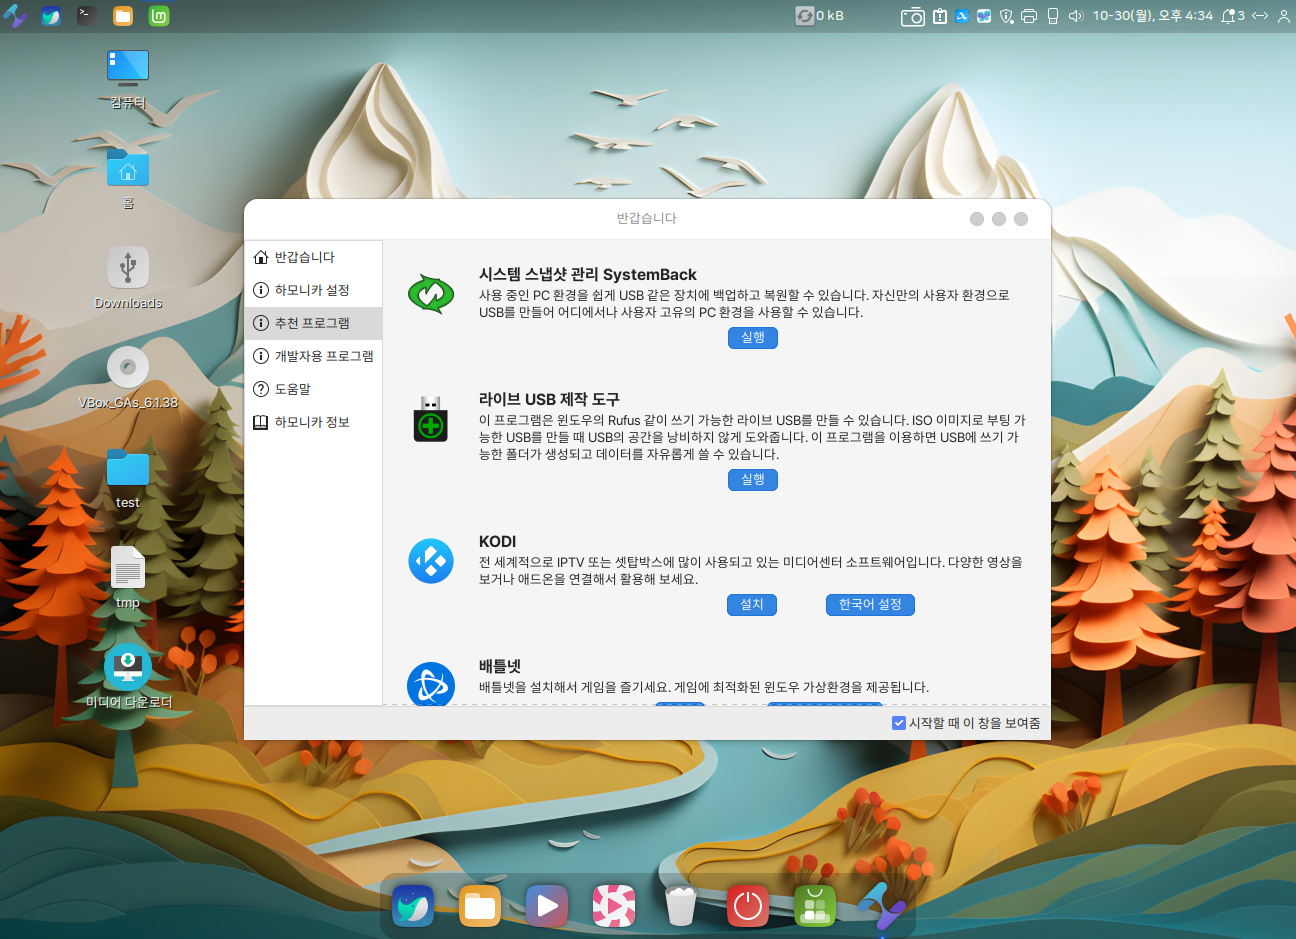 0 kB
10-30(월), 오후 4:34
3
컴퓨터
홈
Downloads
VBox_GAs_6.1.38
test
tmp
미디어 다운로더
반갑습니다
반갑습니다
하모니카 설정
추천 프로그램
개발자용 프로그램
도움말
하모니카 정보
시스템 스냅샷 관리 SystemBack
사용 중인 PC 환경을 쉽게 USB 같은 장치에 백업하고 복원할 수 있습니다. 자신만의 사용자 환경으로
USB를 만들어 어디에서나 사용자 고유의 PC 환경을 사용할 수 있습니다.
실행
라이브 USB 제작 도구
이 프로그램은 윈도우의 Rufus 같이 쓰기 가능한 라이브 USB를 만들 수 있습니다. ISO 이미지로 부팅 가
능한 USB를 만들 때 USB의 공간을 낭비하지 않게 도와줍니다. 이 프로그램을 이용하면 USB에 쓰기 가
능한 폴더가 생성되고 데이터를 자유롭게 쓸 수 있습니다.
실행
KODI
전 세계적으로 IPTV 또는 셋탑박스에 많이 사용되고 있는 미디어센터 소프트웨어입니다. 다양한 영상을
보거나 애드온을 연결해서 활용해 보세요.
설치
한국어 설정
배틀넷
배틀넷을 설치해서 게임을 즐기세요. 게임에 최적화된 윈도우 가상환경을 제공됩니다.
시작할 때 이 창을 보여줌